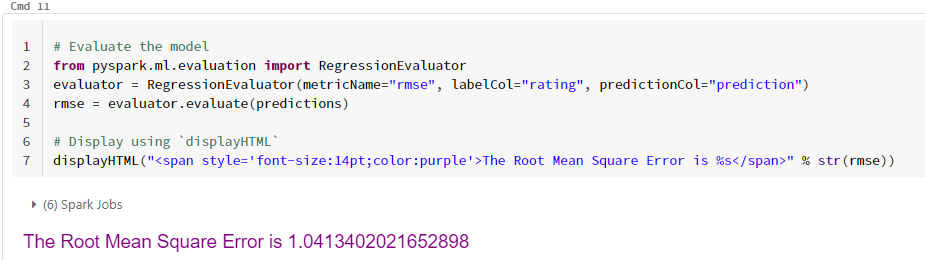 Cmd 11
1 # Evaluate the model
2 from pyspark.ml.evaluation import RegressionEvaluator
3 evaluator = RegressionEvaluator(metricName="rmse", labelCol="rating", predictionCol="prediction")
4 rmse = evaluator.evaluate(predictions)
5
6 # Display using `displayHTML`
7 displayHTML("<span style='font-size:14pt;color:purple'>The Root Mean Square Error is %s</span>" % str(rmse))
(6) Spark Jobs
The Root Mean Square Error is 1.0413402021652898